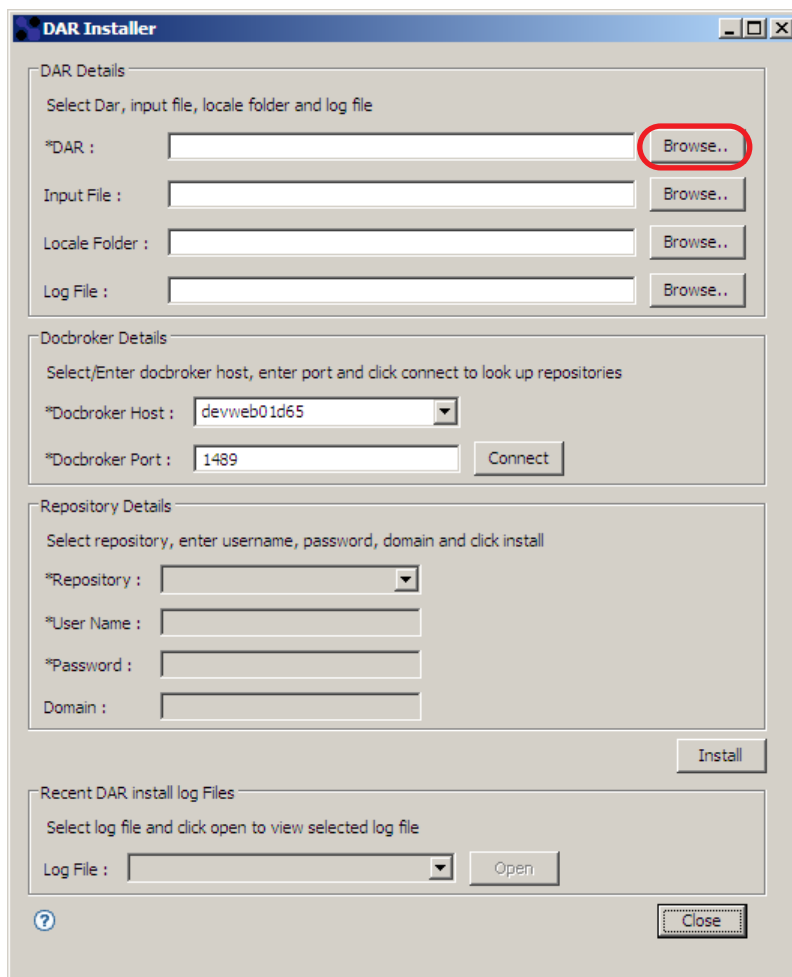 DAR Installer
DAR Details
Select Dar, input file, locale folder and log file
*DAR : Browse..
Input File : Browse..
Locale Folder : Browse..
Log File : Browse..
Docbroker Details
Select/Enter docbroker host, enter port and click connect to look up repositories
*Docbroker Host : devweb01d65
*Docbroker Port : 1489 Connect
Repository Details
Select repository, enter username, password, domain and click install
*Repository :
*User Name :
*Password :
Domain :
Install
Recent DAR install log Files
Select log file and click open to view selected log file
Log File : Open
? Close